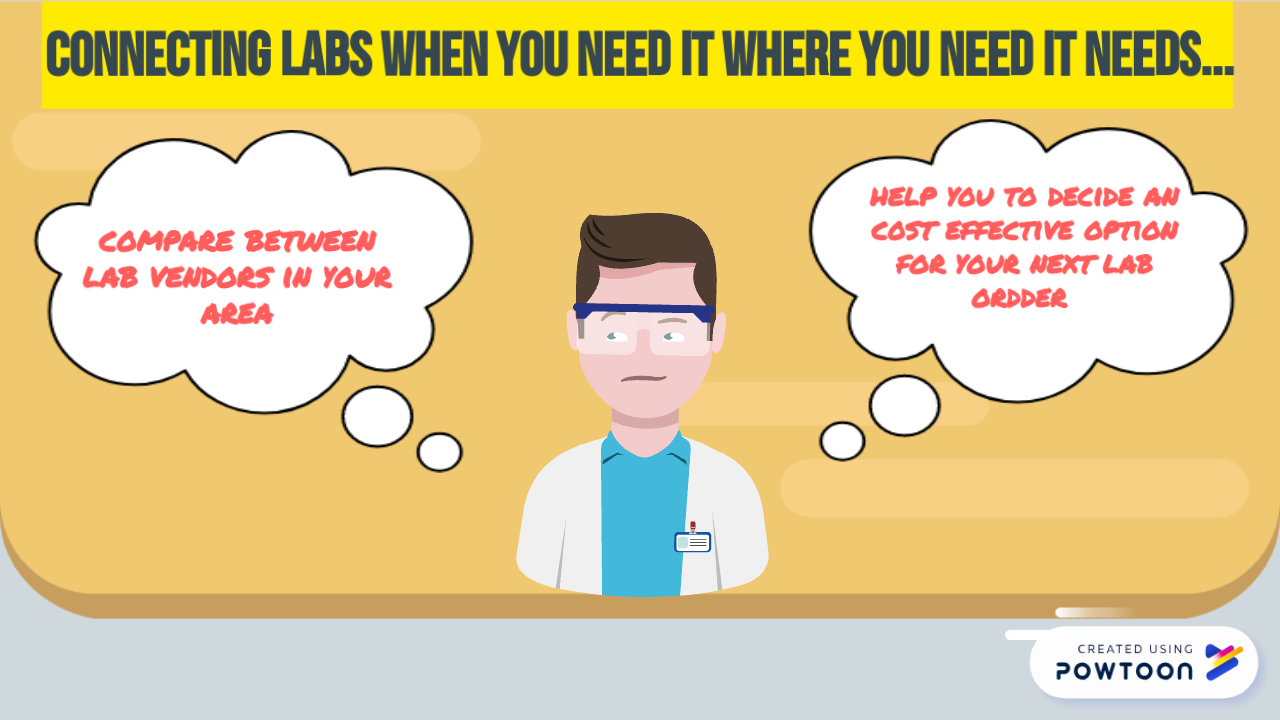 CONNECTING LABS WHEN YOU NEED IT WHERE YOU NEED IT NEEDS...
COMPARE BETWEEN
LAB VENDORS IN YOUR
AREA
HELP YOU TO DECIDE AN
COST EFFECTIVE OPTION
FOR YOUR NEXT LAB
ORDDER
CREATED USING
POWTOON